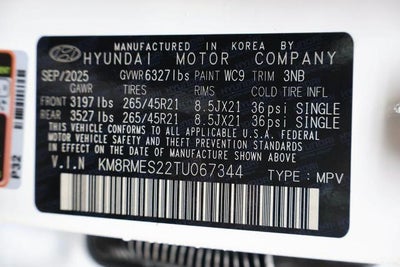 MANUFACTURED IN KOREA BY
HYUNDAI MOTOR COMPANY
SEP/2025 GVWR 6327 lbs PAINT WC9 TRIM 3NB
GAWR TIRES RIMS COLD TIRE INFL
FRONT 3197 lbs 265/45R21 8.5JX21 36psi SINGLE
REAR 3527 lbs 265/45R21 8.5JX21 36psi SINGLE
THIS VEHICLE CONFORMS TO ALL APPLICABLE U.S.A. FEDERAL
MOTOR VEHICLE SAFETY AND THEFT PREVENTION STANDARDS
IN EFFECT ON THE DATE OF MANUFACTURE SHOWN ABOVE.
V.I.N KM8RMES22TU067344 TYPE : MPV
P32